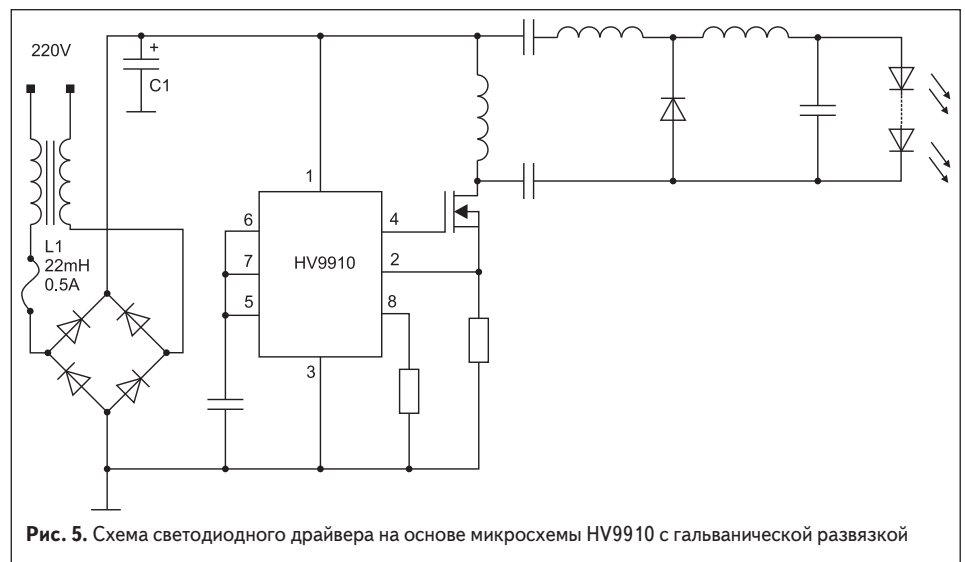 220V
+
C1
1
6
4
L1
22mH
0.5A
7
HV9910
2
5
8
3
Рис. 5. Схема светодиодного драйвера на основе микросхемы HV9910 с гальванической развязкой